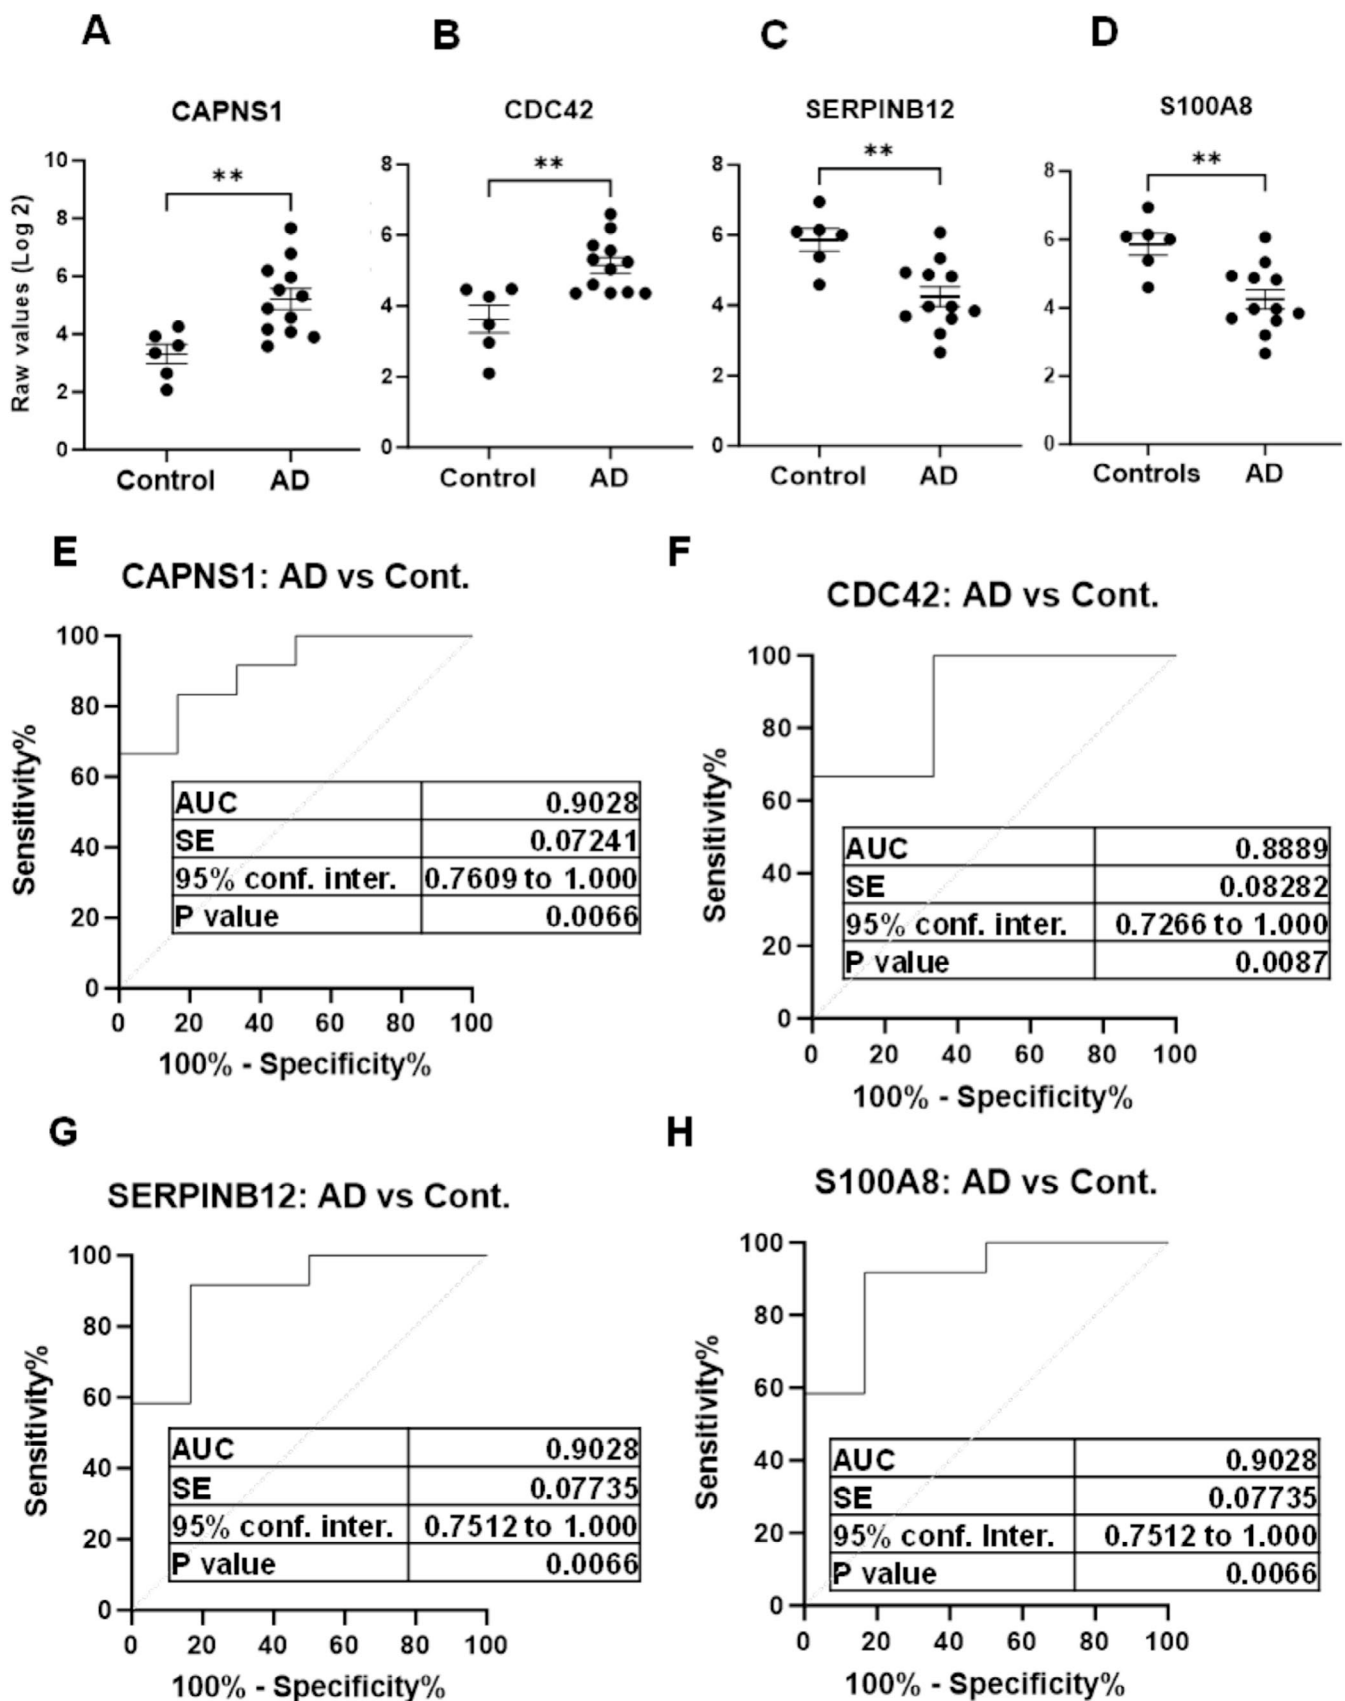 A
B
C
D
CAPNS1
CDC42
SERPINB12
S100A8
Raw values (Log 2)
10
8
6
4
2
0
**
Control
AD
8
6
4
2
0
**
Control
AD
8
6
4
2
0
**
Control
AD
8
6
4
2
0
**
Controls
AD
E
CAPNS1: AD vs Cont.
Sensitivity%
100
80
60
40
20
0
AUC 0.9028
SE 0.07241
95% conf. inter. 0.7609 to 1.000
P value 0.0066
0 20 40 60 80 100
100% - Specificity%
F
CDC42: AD vs Cont.
Sensitivity%
100
80
60
40
20
0
AUC 0.8889
SE 0.08282
95% conf. inter. 0.7266 to 1.000
P value 0.0087
0 20 40 60 80 100
100% - Specificity%
G
SERPINB12: AD vs Cont.
Sensitivity%
100
80
60
40
20
0
AUC 0.9028
SE 0.07735
95% conf. inter. 0.7512 to 1.000
P value 0.0066
0 20 40 60 80 100
100% - Specificity%
H
S100A8: AD vs Cont.
Sensitivity%
100
80
60
40
20
0
AUC 0.9028
SE 0.07735
95% conf. Inter. 0.7512 to 1.000
P value 0.0066
0 20 40 60 80 100
100% - Specificity%